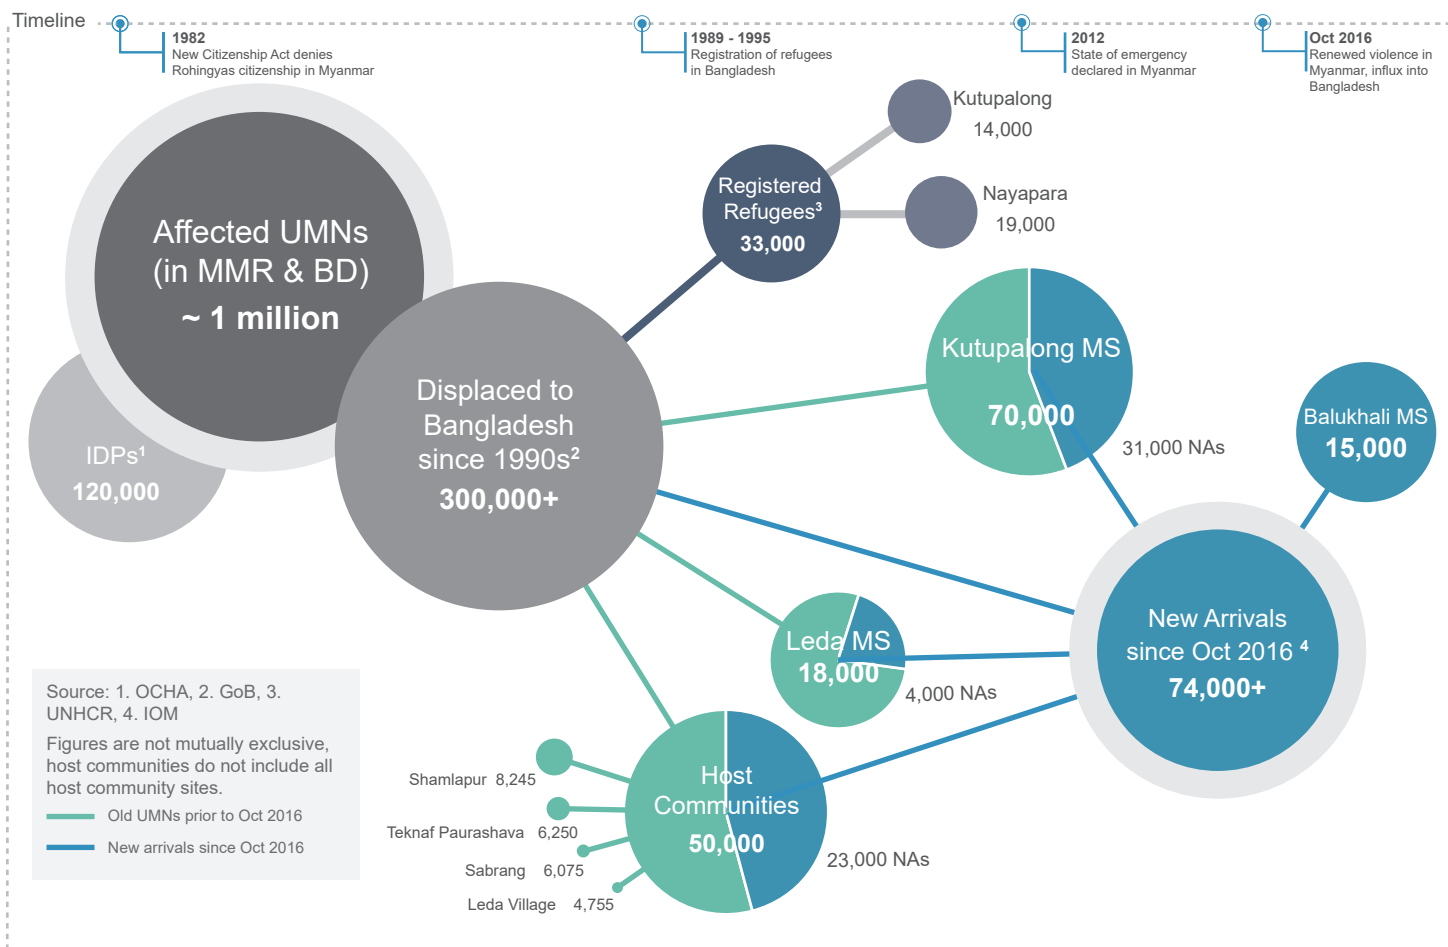 Timeline
1982
New Citizenship Act denies
Rohingyas citizenship in Myanmar
1989 - 1995
Registration of refugees
in Bangladesh
2012
State of emergency
declared in Myanmar
Oct 2016
Renewed violence in
Myanmar, influx into
Bangladesh
Affected UMNs
(in MMR & BD)
~ 1 million
IDPs¹
120,000
Displaced to
Bangladesh
since 1990s²
300,000+
Registered
Refugees³
33,000
Kutupalong
14,000
Nayapara
19,000
Kutupalong MS
70,000
31,000 NAs
Balukhali MS
15,000
New Arrivals
since Oct 2016 ⁴
74,000+
Leda MS
18,000
4,000 NAs
Host
Communities
50,000
23,000 NAs
Shamlapur 8,245
Teknaf Paurashava 6,250
Sabrang 6,075
Leda Village 4,755
Source: 1. OCHA, 2. GoB, 3.
UNHCR, 4. IOM
Figures are not mutually exclusive,
host communities do not include all
host community sites.
Old UMNs prior to Oct 2016
New arrivals since Oct 2016